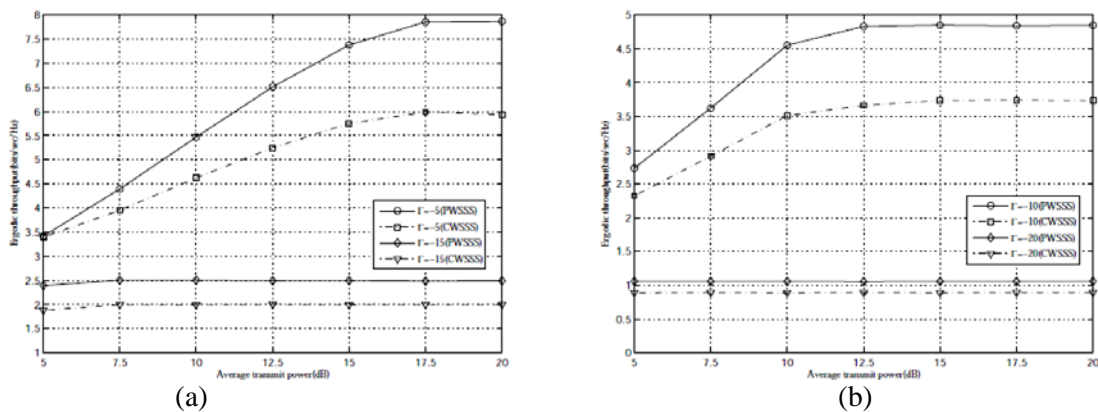 8
7.5
7
6.5
6
5.5
5
4.5
4
3.5
3
2.5
2
1.5
1
Ergodic throughput(bits/sec/Hz)
Γ=−5(PWSSS)
Γ=−5(CWSSS)
Γ=−15(PWSSS)
Γ=−15(CWSSS)
5 7.5 10 12.5 15 17.5 20
Average transmit power(dB)
(a)
5
4.5
4
3.5
3
2.5
2
1.5
1
0.5
0
Ergodic throughput(bits/sec/Hz)
Γ=−10(PWSSS)
Γ=−10(CWSSS)
Γ=−20(PWSSS)
Γ=−20(CWSSS)
5 7.5 10 12.5 15 17.5 20
Average transmit power(dB)
(b)